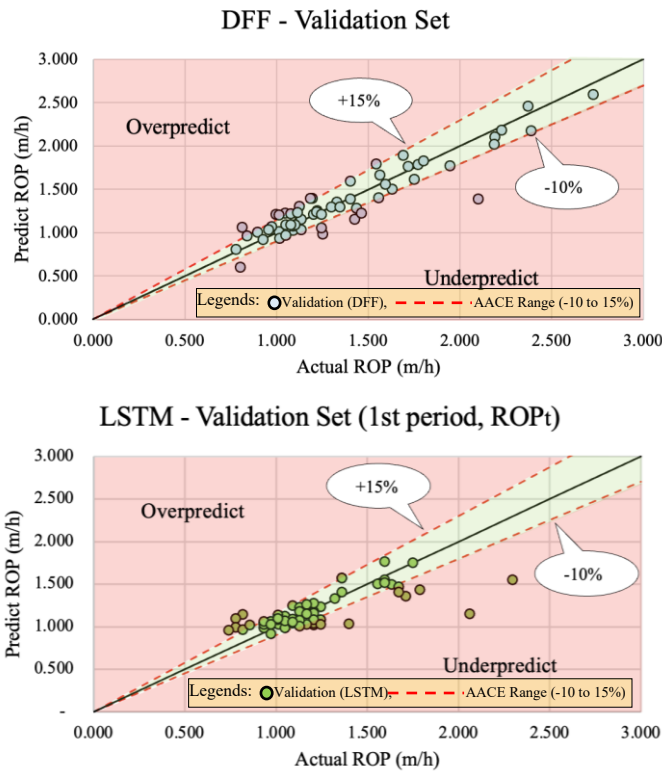 DFF - Validation Set
Predict ROP (m/h)
3.000
2.500
2.000
1.500
1.000
0.500
0.000
+15%
Overpredict
-10%
Underpredict
Legends: Validation (DFF), AACE Range (-10 to 15%)
0.000 0.500 1.000 1.500 2.000 2.500 3.000
Actual ROP (m/h)
LSTM - Validation Set (1st period, ROPt)
Predict ROP (m/h)
3.000
2.500
2.000
1.500
1.000
0.500
-
+15%
Overpredict
-10%
Underpredict
Legends: Validation (LSTM), AACE Range (-10 to 15%)
0.000 0.500 1.000 1.500 2.000 2.500 3.000
Actual ROP (m/h)